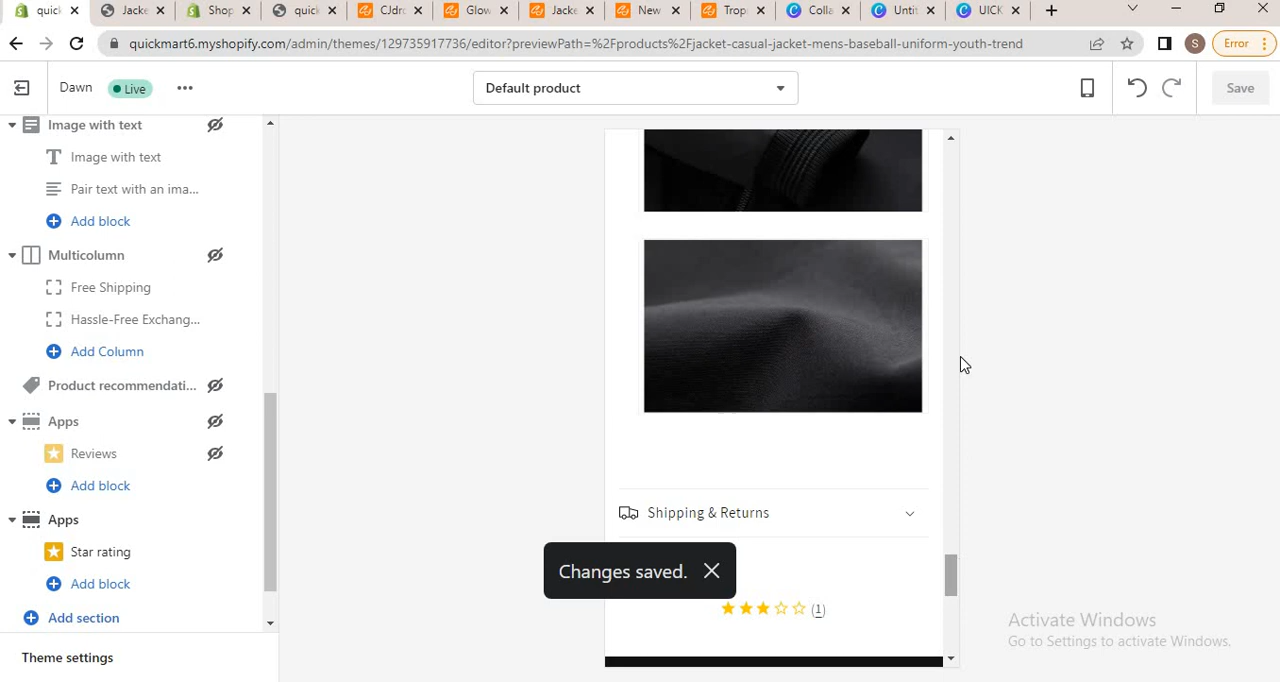 quick
Jacke
Shop
quick
CJdro
Glow
Jacke
New
Trop
Colla
Unti
UICK
quickmart6.myshopify.com/admin/themes/129735917736/editor?previewPath=%2Fproducts%2Fjacket-casual-jacket-mens-baseball-uniform-youth-trend
S
Error
Dawn
Live
Default product
Save
Image with text
Image with text
Pair text with an ima...
Add block
Multicolumn
Free Shipping
Hassle-Free Exchang...
Add Column
Product recommendati...
Apps
Reviews
Add block
Apps
Star rating
Add block
Add section
Theme settings
Shipping & Returns
Changes saved.
(1)
Activate Windows
Go to Settings to activate Windows.